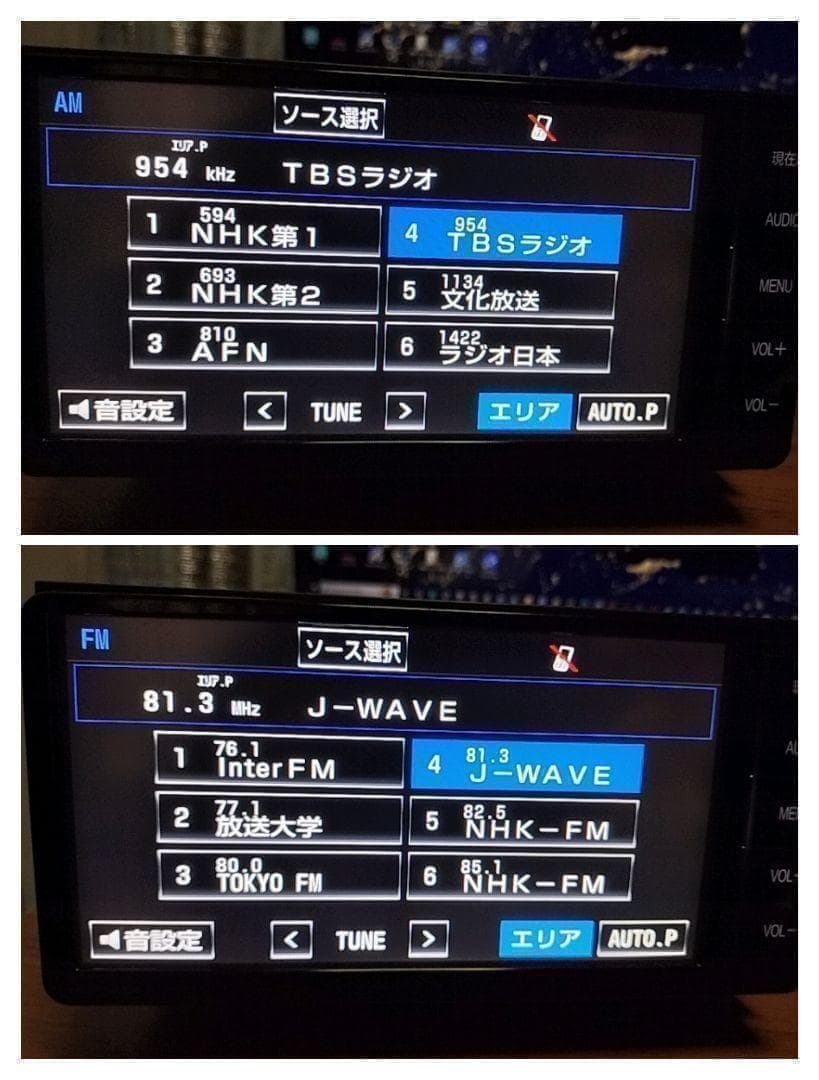 AM
ソース選択
エリア.P
954 kHz TBSラジオ
1 594 NHK第1
4 954 TBSラジオ
2 693 NHK第2
5 1134 文化放送
3 810 AFN
6 1422 ラジオ日本
音設定 < TUNE > エリア AUTO.P
現在
AUDIO
MENU
VOL+
VOL-
FM
ソース選択
エリア.P
81.3 MHz J-WAVE
1 76.1 InterFM
4 81.3 J-WAVE
2 77.1 放送大学
5 82.5 NHK-FM
3 80.0 TOKYO FM
6 85.1 NHK-FM
音設定 < TUNE > エリア AUTO.P
AU
MEN
VOL-
VOL-